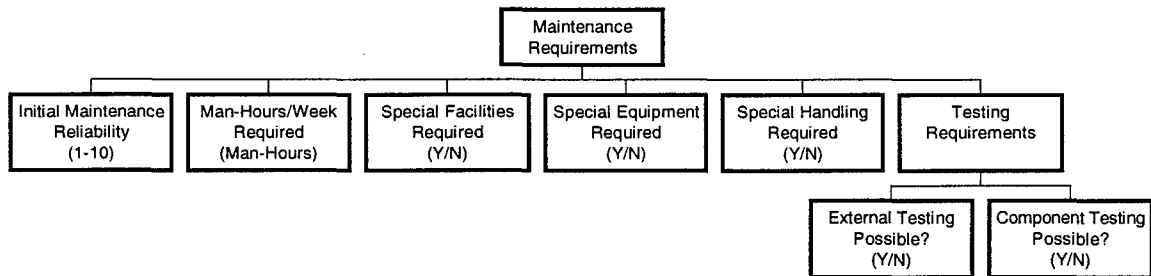 Maintenance
Requirements
Initial Maintenance
Reliability
(1-10)
Man-Hours/Week
Required
(Man-Hours)
Special Facilities
Required
(Y/N)
Special Equipment
Required
(Y/N)
Special Handling
Required
(Y/N)
Testing
Requirements
External Testing
Possible?
(Y/N)
Component Testing
Possible?
(Y/N)